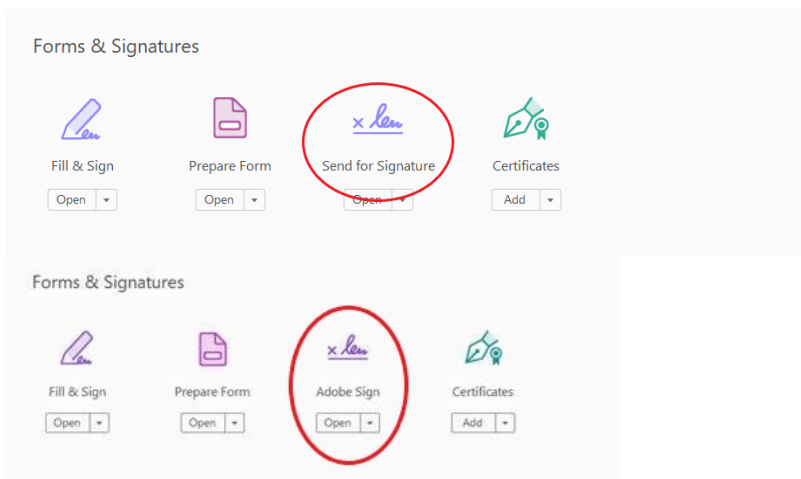 Forms & Signatures
Fill & Sign Prepare Form Send for Signature Certificates
Open Open Open Add
Forms & Signatures
Fill & Sign Prepare Form Adobe Sign Certificates
Open Open Open Add